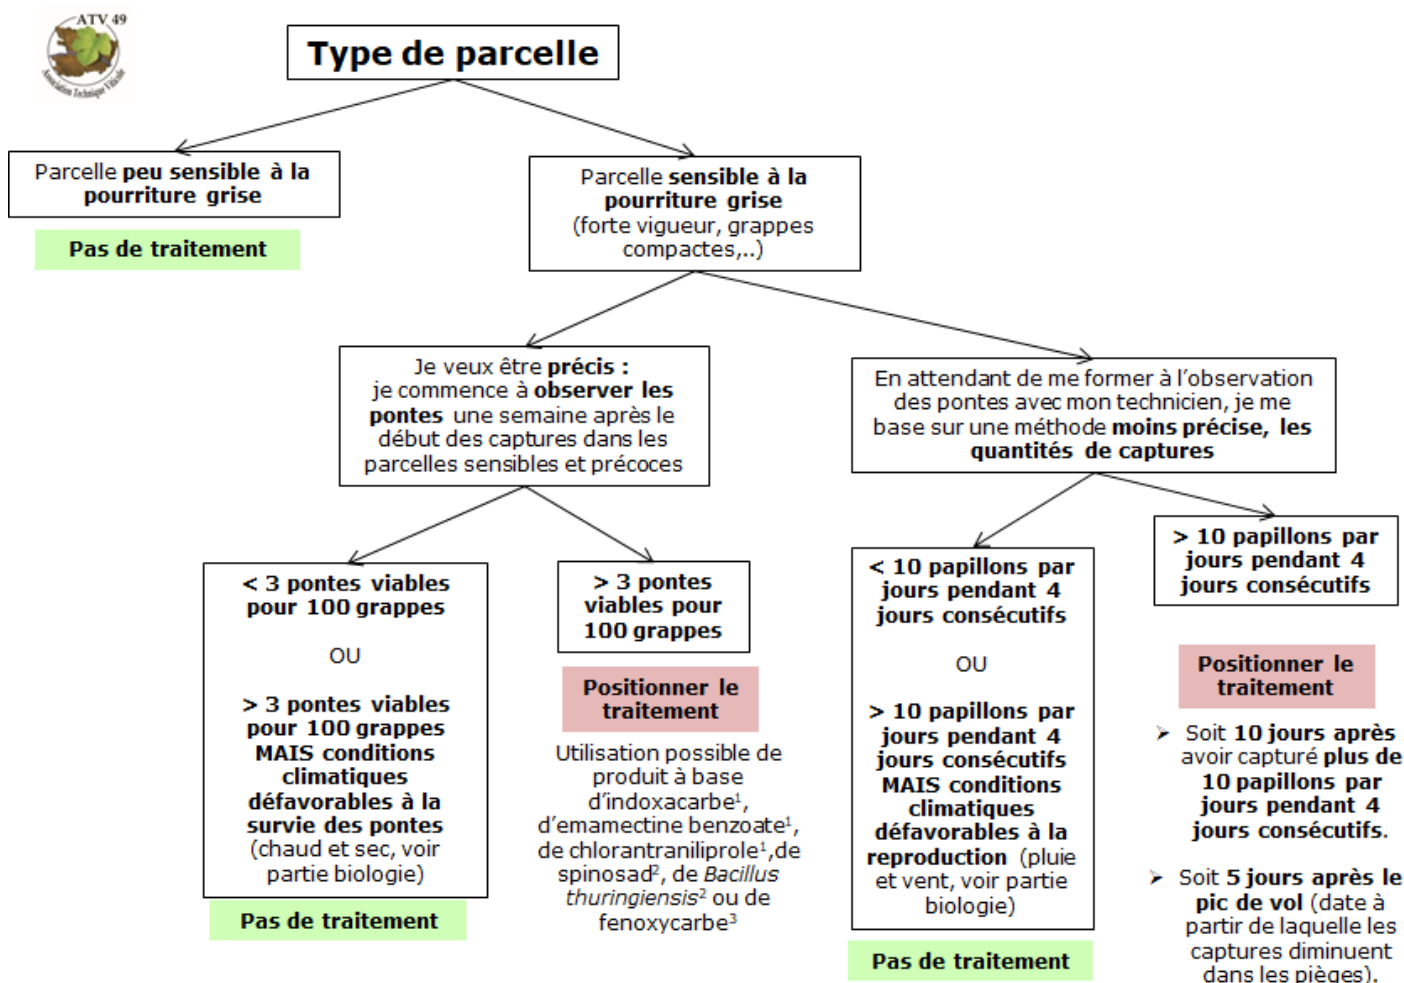 ATV 49
Association Technique Viticole
Type de parcelle
Parcelle peu sensible à la
pourriture grise
Pas de traitement
Parcelle sensible à la
pourriture grise
(forte vigueur, grappes
compactes,..)
Je veux être précis :
je commence à observer les
pontes une semaine après le
début des captures dans les
parcelles sensibles et précoces
En attendant de me former à l'observation
des pontes avec mon technicien, je me
base sur une méthode moins précise, les
quantités de captures
< 3 pontes viables
pour 100 grappes
OU
> 3 pontes viables
pour 100 grappes
MAIS conditions
climatiques
défavorables à la
survie des pontes
(chaud et sec, voir
partie biologie)
Pas de traitement
> 3 pontes
viables pour
100 grappes
Positionner le
traitement
Utilisation possible de
produit à base
d'indoxacarbe¹,
d'emamectine benzoate¹,
de chlorantraniliprole¹,de
spinosad², de Bacillus
thuringiensis² ou de
fenoxycarbe³
< 10 papillons par
jours pendant 4
jours consécutifs
OU
> 10 papillons par
jours pendant 4
jours consécutifs
MAIS conditions
climatiques
défavorables à la
reproduction (pluie
et vent, voir partie
biologie)
Pas de traitement
> 10 papillons par
jours pendant 4
jours consécutifs
Positionner le
traitement
➢ Soit 10 jours après
avoir capturé plus de
10 papillons par
jours pendant 4
jours consécutifs.
➢ Soit 5 jours après le
pic de vol (date à
partir de laquelle les
captures diminuent
dans les pièges).